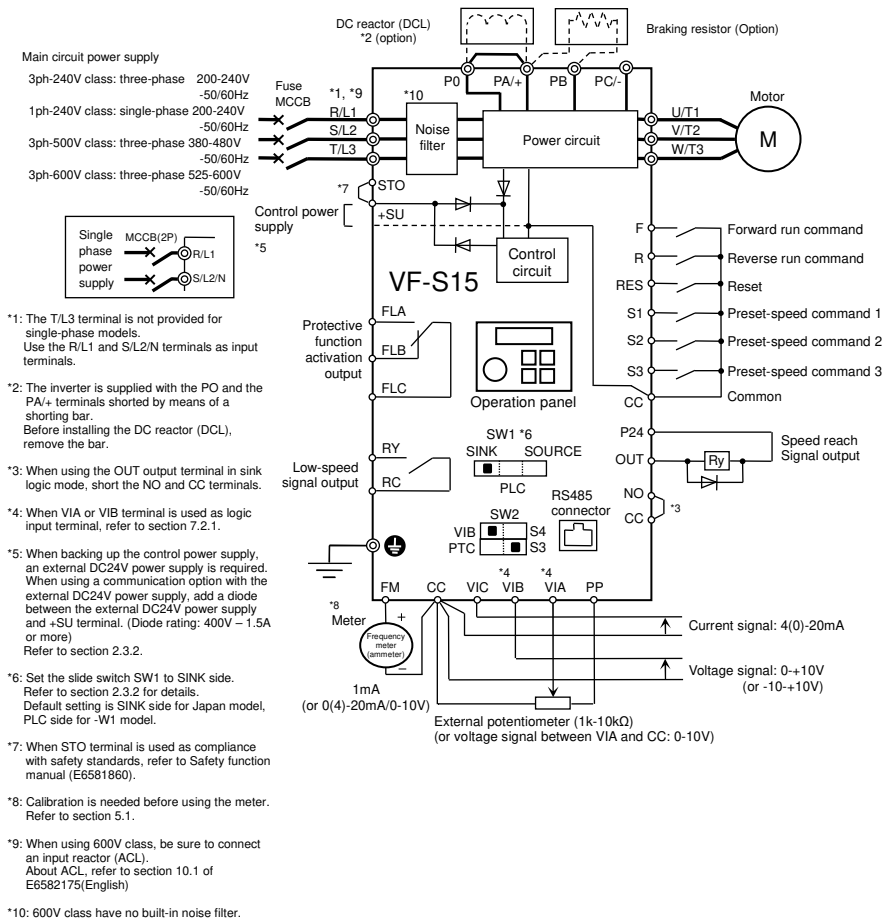 DC reactor (DCL)
*2 (option)
Braking resistor (Option)
Main circuit power supply
3ph-240V class: three-phase 200-240V
-50/60Hz
1ph-240V class: single-phase 200-240V
-50/60Hz
3ph-500V class: three-phase 380-480V
-50/60Hz
3ph-600V class: three-phase 525-600V
-50/60Hz
Fuse
MCCB
*1, *9
R/L1
S/L2
T/L3
P0
PA/+
PB
PC/-
*10
Noise
filter
Power circuit
U/T1
V/T2
W/T3
Motor
M
*7
STO
Control power
supply
+SU
*5
Control
circuit
Single
phase
power
supply
MCCB(2P)
R/L1
S/L2/N
VF-S15
F
Forward run command
R
Reverse run command
RES
Reset
S1
Preset-speed command 1
S2
Preset-speed command 2
S3
Preset-speed command 3
CC
Common
FLA
Protective
function
activation
output
FLB
FLC
Operation panel
P24
OUT
Ry
Speed reach
Signal output
NO
CC
*3
SW1 *6
SINK
SOURCE
PLC
RY
Low-speed
signal output
RC
RS485
connector
SW2
VIB
S4
PTC
S3
FM
CC
VIC
*4
VIB
*4
VIA
PP
*8
Meter
+
Frequency
meter
(ammeter)
−
1mA
(or 0(4)-20mA/0-10V)
Current signal: 4(0)-20mA
Voltage signal: 0-+10V
(or -10-+10V)
External potentiometer (1k-10kΩ)
(or voltage signal between VIA and CC: 0-10V)
*1: The T/L3 terminal is not provided for
single-phase models.
Use the R/L1 and S/L2/N terminals as input
terminals.
*2: The inverter is supplied with the PO and the
PA/+ terminals shorted by means of a
shorting bar.
Before installing the DC reactor (DCL),
remove the bar.
*3: When using the OUT output terminal in sink
logic mode, short the NO and CC terminals.
*4: When VIA or VIB terminal is used as logic
input terminal, refer to section 7.2.1.
*5: When backing up the control power supply,
an external DC24V power supply is required.
When using a communication option with the
external DC24V power supply, add a diode
between the external DC24V power supply
and +SU terminal. (Diode rating: 400V – 1.5A
or more)
Refer to section 2.3.2.
*6: Set the slide switch SW1 to SINK side.
Refer to section 2.3.2 for details.
Default setting is SINK side for Japan model,
PLC side for -W1 model.
*7: When STO terminal is used as compliance
with safety standards, refer to Safety function
manual (E6581860).
*8: Calibration is needed before using the meter.
Refer to section 5.1.
*9: When using 600V class, be sure to connect
an input reactor (ACL).
About ACL, refer to section 10.1 of
E6582175(English)
*10: 600V class have no built-in noise filter.